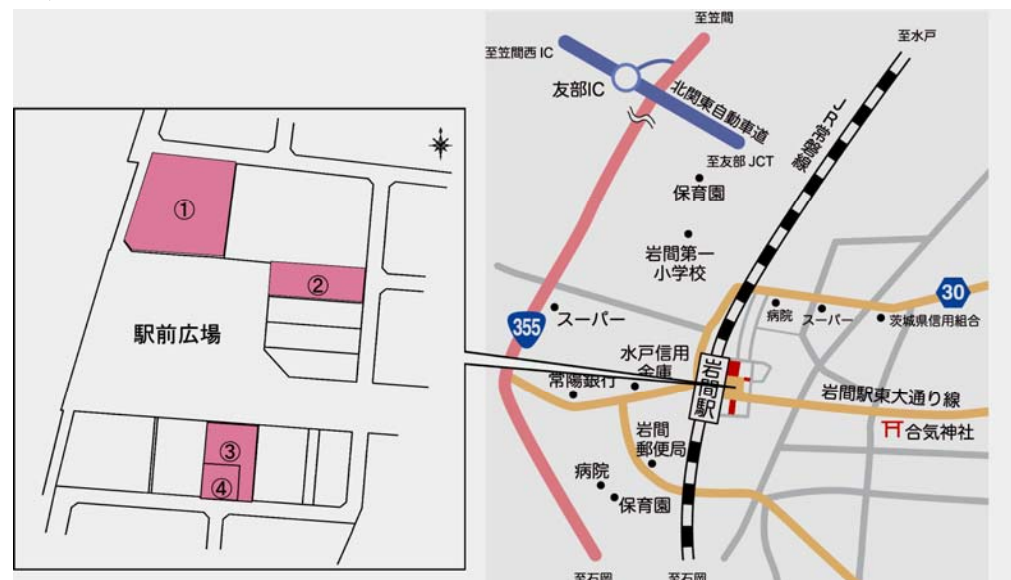 ①
②
駅前広場
③
④
至笠間
至水戸
至笠間西 IC
友部IC
北関東自動車道
至友部 JCT
JR常磐線
保育園
岩間第一
小学校
30
病院
スーパー
茨城県信用組合
355
スーパー
水戸信用
金庫
常陽銀行
岩間駅
岩間駅東大通り線
合気神社
岩間
郵便局
病院
保育園
至石岡
至石岡